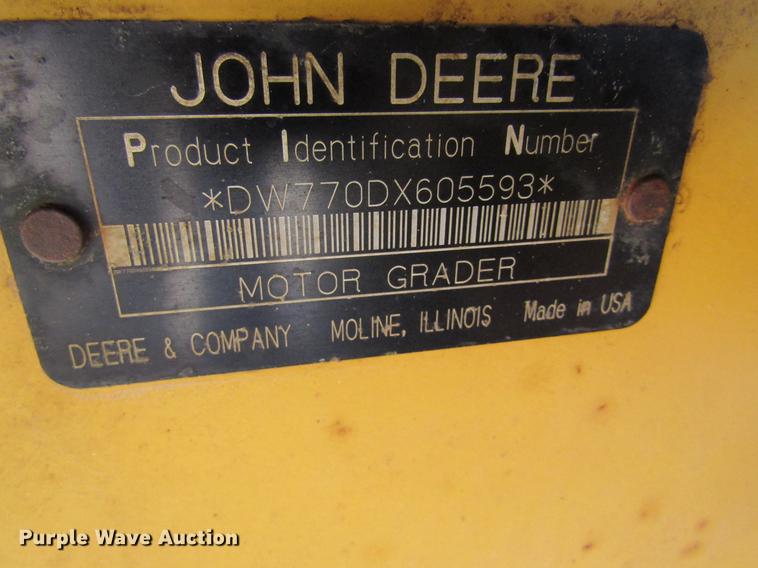 JOHN DEERE
Product Identification Number
*DW770DX605593*
MOTOR GRADER
DEERE & COMPANY MOLINE, ILLINOIS Made in USA
Purple Wave Auction